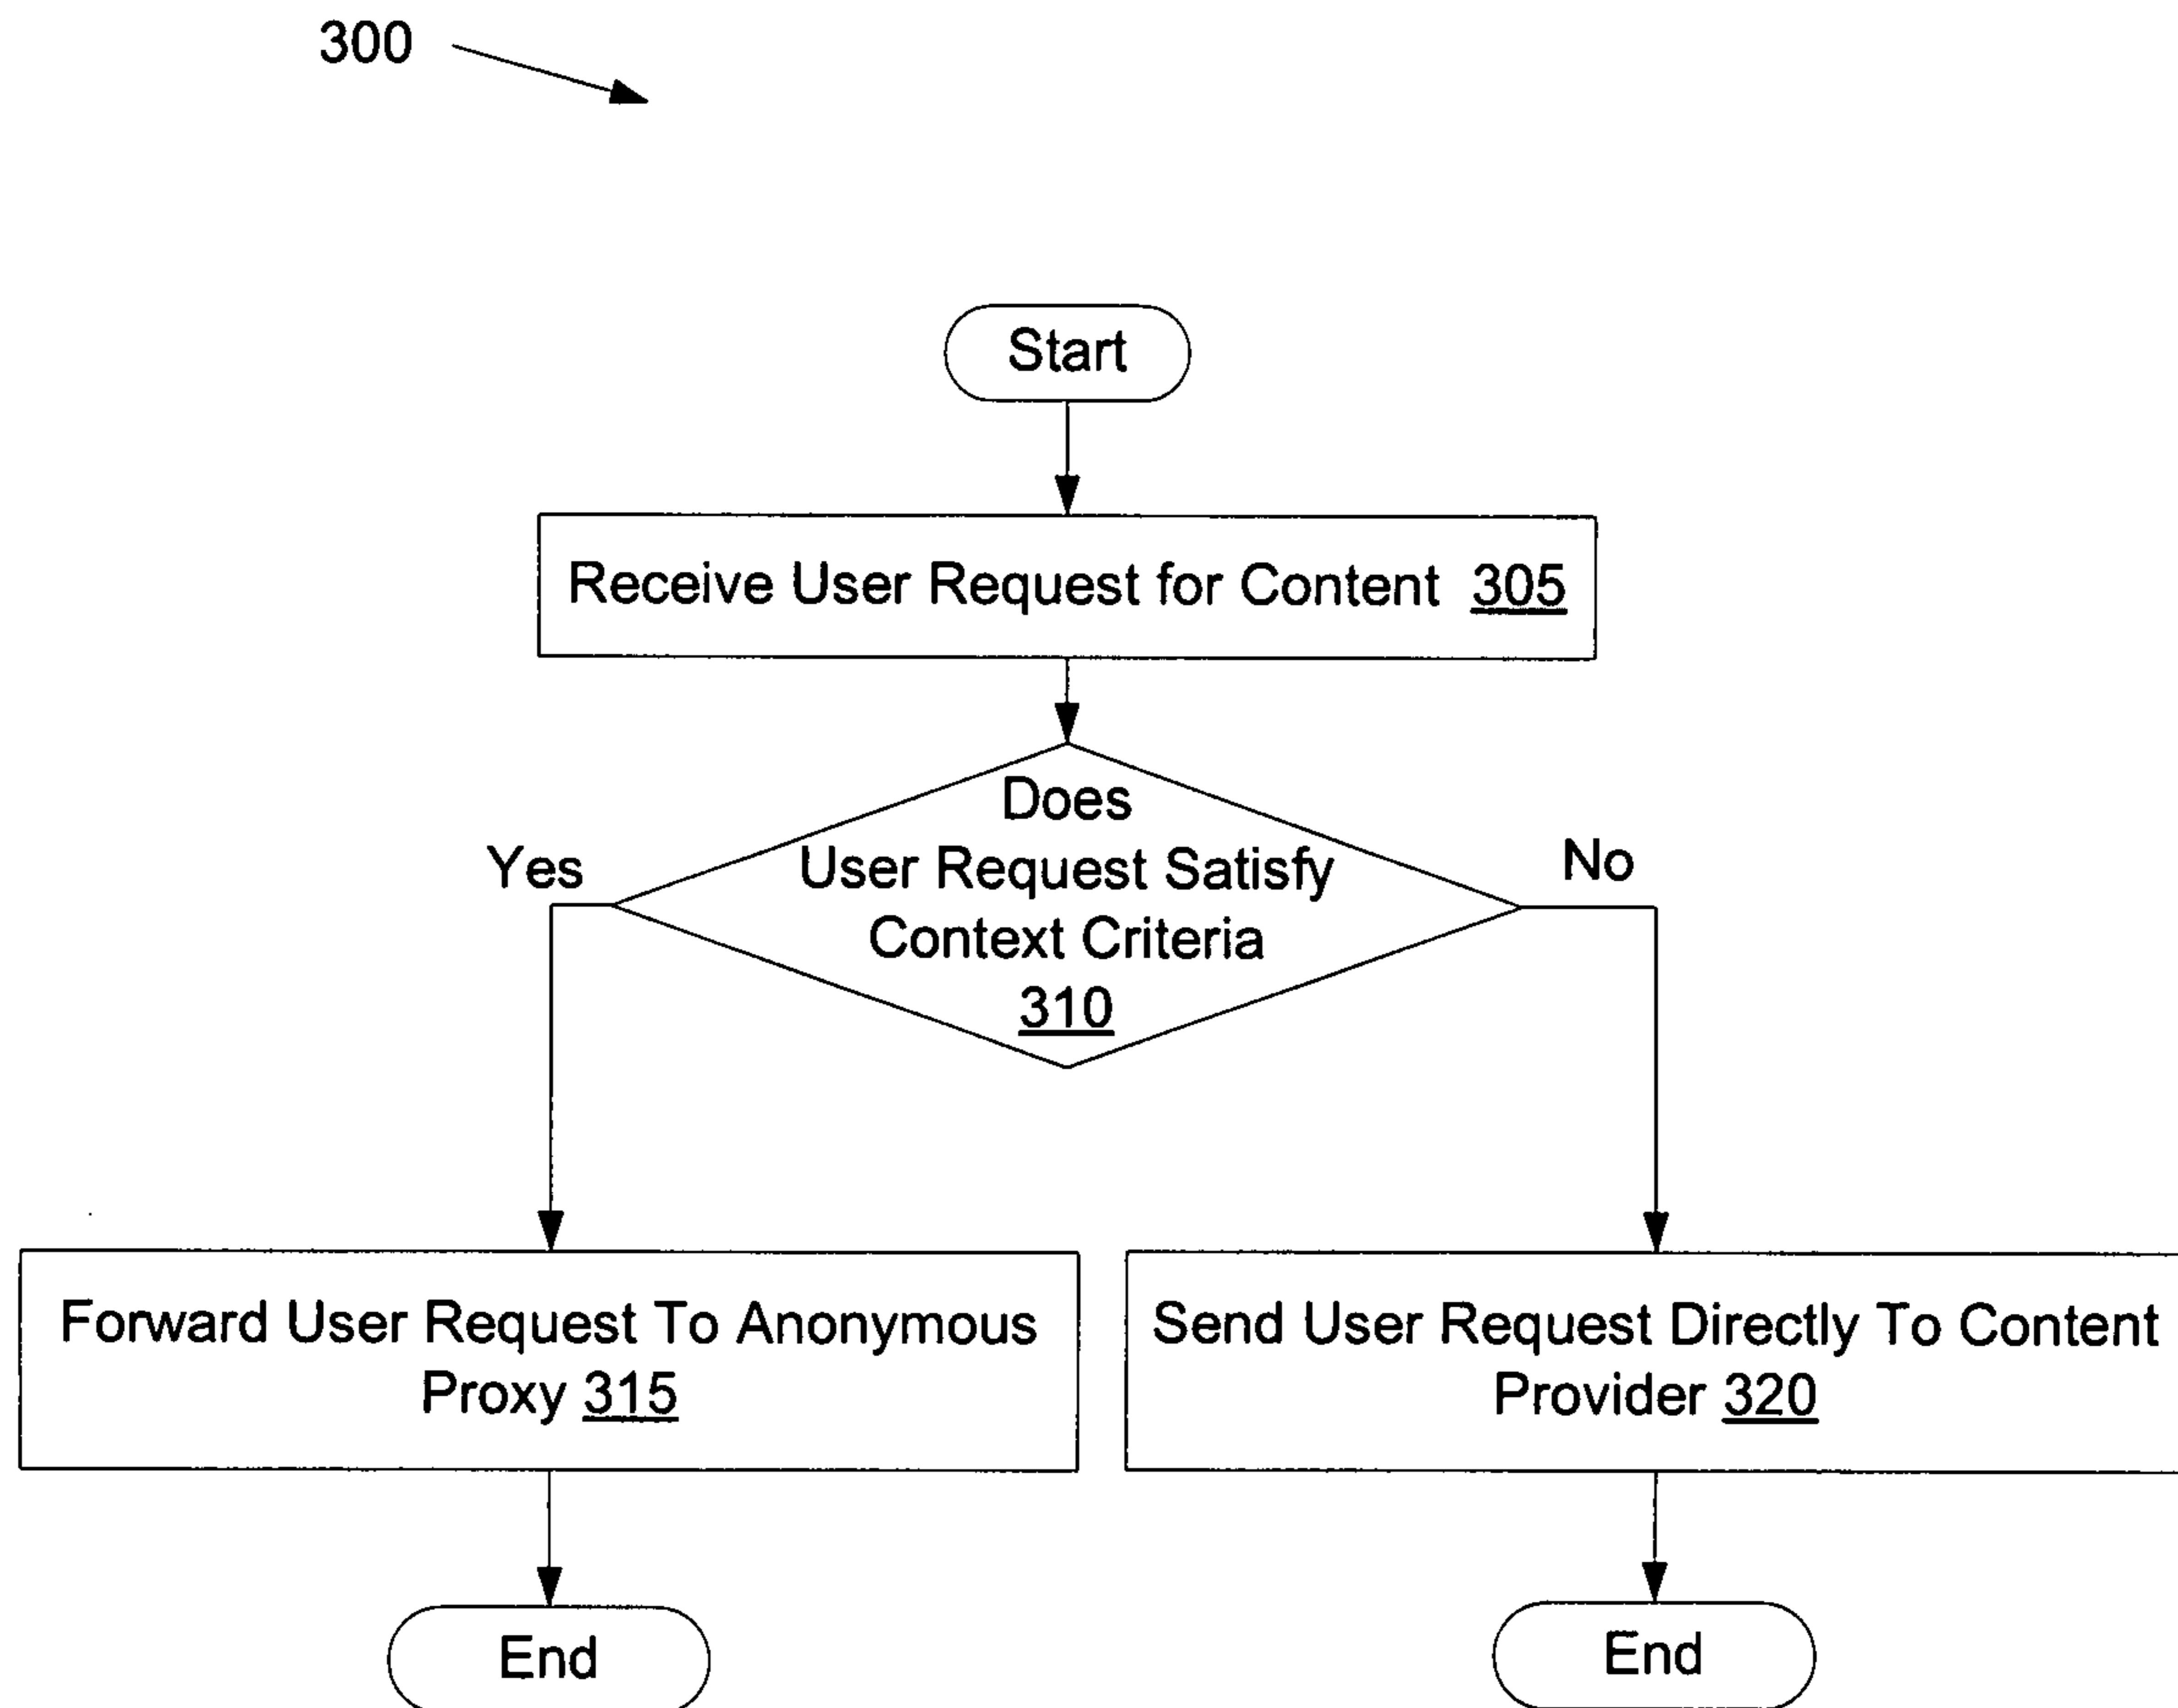 300
Start
Receive User Request for Content 305
Does
User Request Satisfy
Context Criteria
310
Yes
No
Forward User Request To Anonymous
Proxy 315
Send User Request Directly To Content
Provider 320
End
End